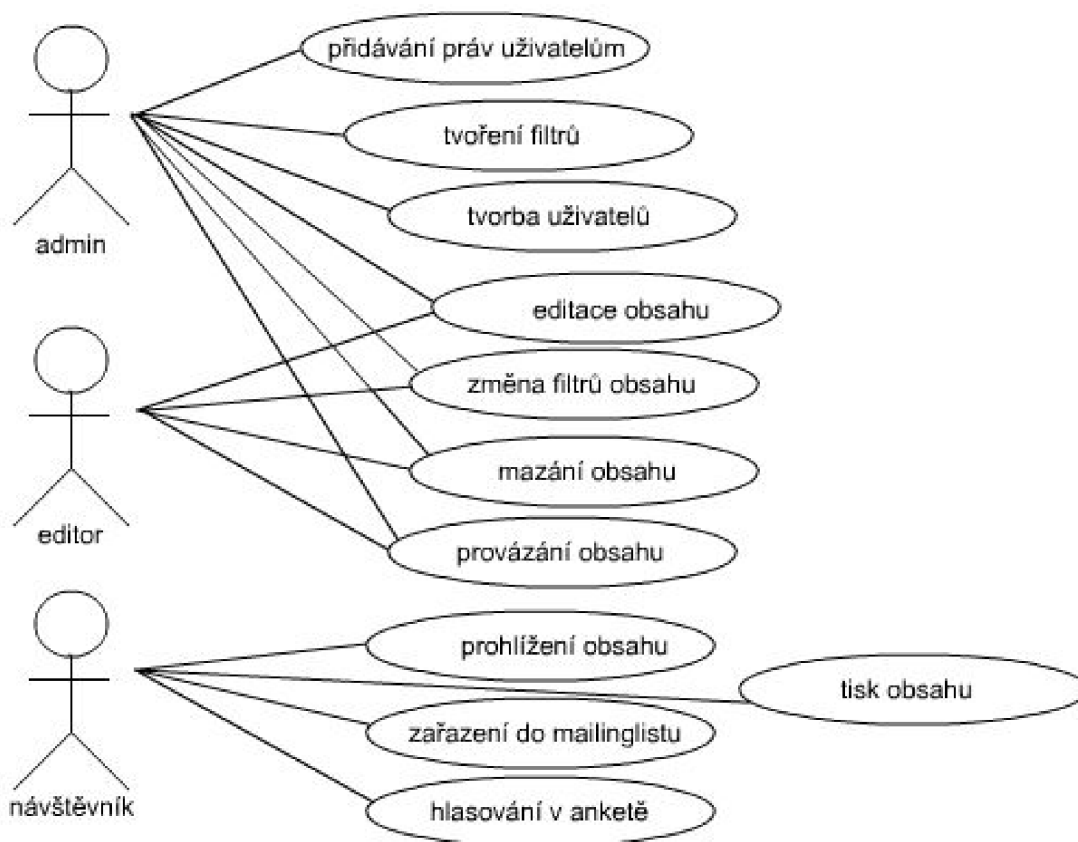 přidávání práv uživatelům
tvoření filtrů
tvorba uživatelů
admin
editace obsahu
změna filtrů obsahu
mazání obsahu
editor
provázání obsahu
prohlížení obsahu
tisk obsahu
zařazení do mailinglistu
návštěvník
hlasování v anketě